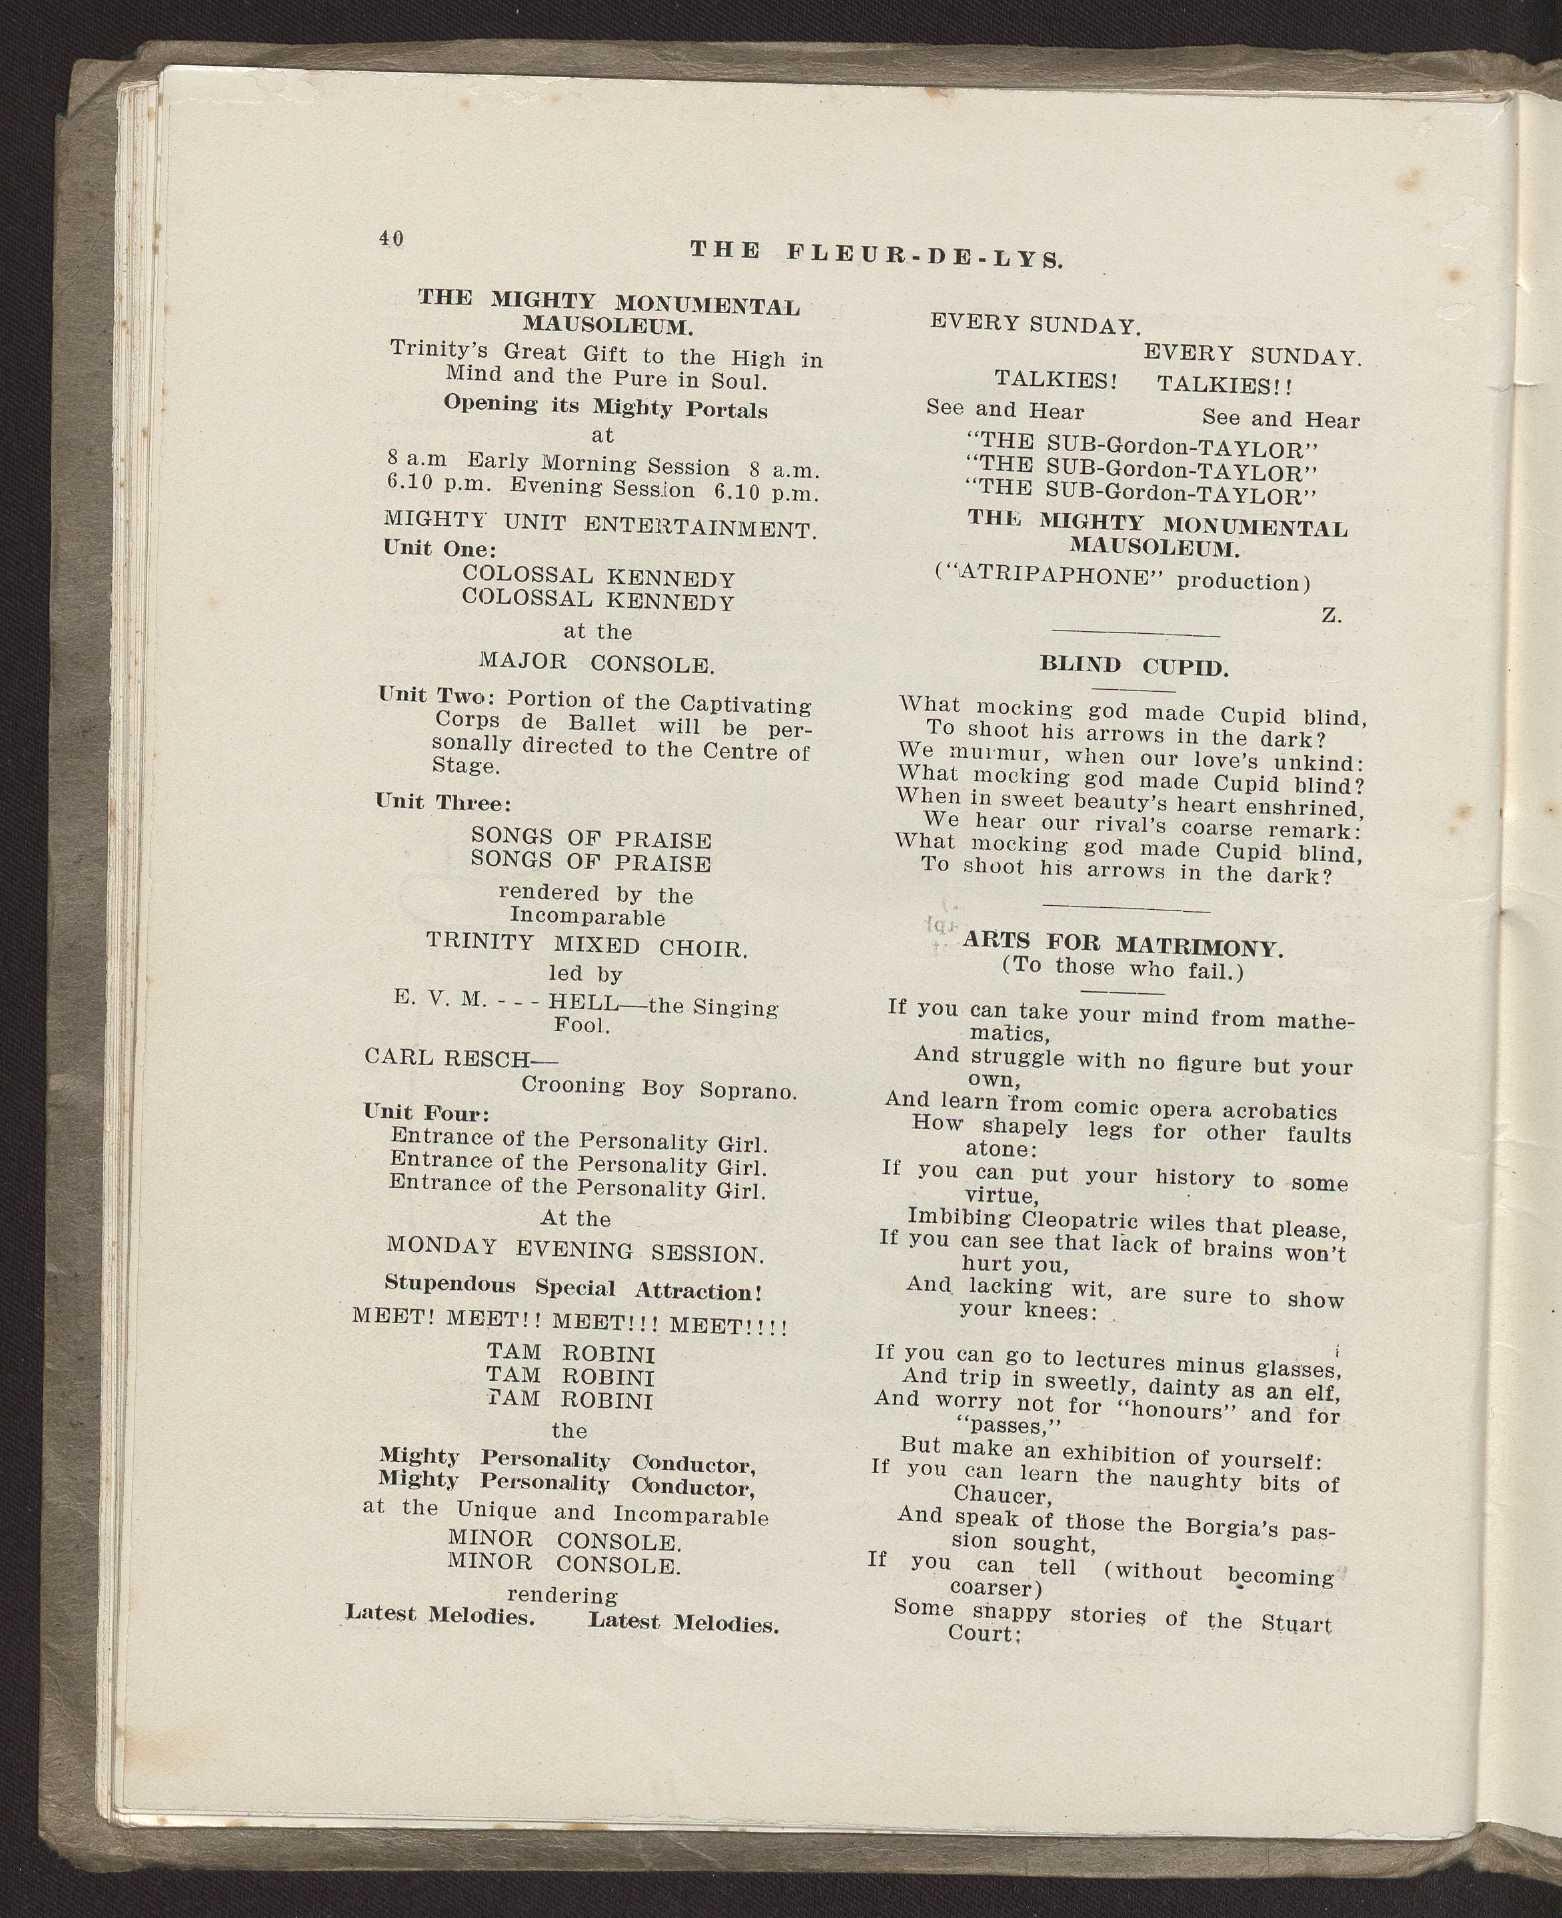 40
THE FLEUR-DE-LYS.
THE MIGHTY MONUMENTAL
MAUSOLEUM.
Trinity's Great Gift to the High in
Mind and the Pure in Soul.
Opening its Mighty Portals
at
8 a.m Early Morning Session 8 a.m.
6.10 p.m. Evening Session 6.10 p.m.
MIGHTY UNIT ENTERTAINMENT.
Unit One:
COLOSSAL KENNEDY
COLOSSAL KENNEDY
at the
MAJOR CONSOLE.
Unit Two: Portion of the Captivating
Corps de Ballet will be per-
sonally directed to the Centre of
Stage.
Unit Three:
SONGS OF PRAISE
SONGS OF PRAISE
rendered by the
Incomparable
TRINITY MIXED CHOIR.
led by
E. V. M. - - - HELL—the Singing
Fool.
CARL RESCH—
Crooning Boy Soprano.
Unit Four:
Entrance of the Personality Girl.
Entrance of the Personality Girl.
Entrance of the Personality Girl.
At the
MONDAY EVENING SESSION.
Stupendous Special Attraction!
MEET! MEET!! MEET!!! MEET!!!!
TAM ROBINI
TAM ROBINI
TAM ROBINI
the
Mighty Personality Conductor,
Mighty Personality Conductor,
at the Unique and Incomparable
MINOR CONSOLE.
MINOR CONSOLE.
rendering
Latest Melodies. Latest Melodies.
EVERY SUNDAY.
EVERY SUNDAY.
TALKIES! TALKIES!!
See and Hear See and Hear
"THE SUB-Gordon-TAYLOR"
"THE SUB-Gordon-TAYLOR"
"THE SUB-Gordon-TAYLOR"
THE MIGHTY MONUMENTAL
MAUSOLEUM.
("ATRIPAPHONE" production)
Z.
BLIND CUPID.
What mocking god made Cupid blind,
To shoot his arrows in the dark?
We murmur, when our love's unkind:
What mocking god made Cupid blind?
When in sweet beauty's heart enshrined,
We hear our rival's coarse remark:
What mocking god made Cupid blind,
To shoot his arrows in the dark?
ARTS FOR MATRIMONY.
(To those who fail.)
If you can take your mind from mathe-
matics,
And struggle with no figure but your
own,
And learn from comic opera acrobatics
How shapely legs for other faults
atone:
If you can put your history to some
virtue,
Imbibing Cleopatric wiles that please,
If you can see that lack of brains won't
hurt you,
And lacking wit, are sure to show
your knees:
If you can go to lectures minus glasses,
And trip in sweetly, dainty as an elf,
And worry not for "honours" and for
"passes,"
But make an exhibition of yourself:
If you can learn the naughty bits of
Chaucer,
And speak of those the Borgia's pas-
sion sought,
If you can tell (without becoming
coarser)
Some snappy stories of the Stuart
Court;